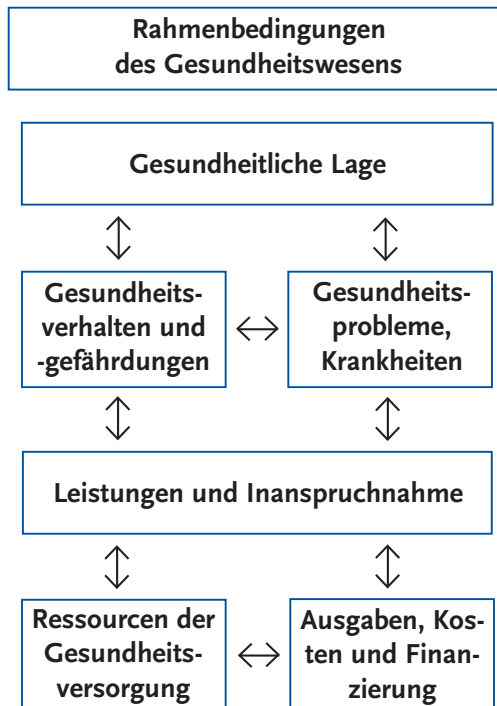 Rahmenbedingungen
des Gesundheitswesens
Gesundheitliche Lage
Gesundheits-
verhalten und
-gefährdungen
Gesundheits-
probleme,
Krankheiten
Leistungen und Inanspruchnahme
Ressourcen der
Gesundheits-
versorgung
Ausgaben, Kos-
ten und Finan-
zierung